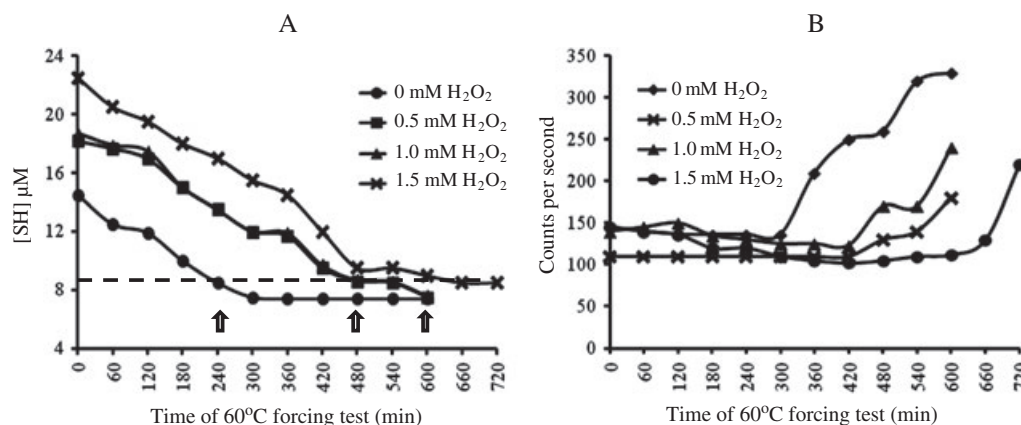 A
24
20
16
12
8
4
[SH] µM
0 mM H₂O₂
0.5 mM H₂O₂
1.0 mM H₂O₂
1.5 mM H₂O₂
0 60 120 180 240 300 360 420 480 540 600 660 720
Time of 60°C forcing test (min)
B
350
300
250
200
150
100
50
0
Counts per second
0 mM H₂O₂
0.5 mM H₂O₂
1.0 mM H₂O₂
1.5 mM H₂O₂
0 60 120 180 240 300 360 420 480 540 600 660 720
Time of 60°C forcing test (min)